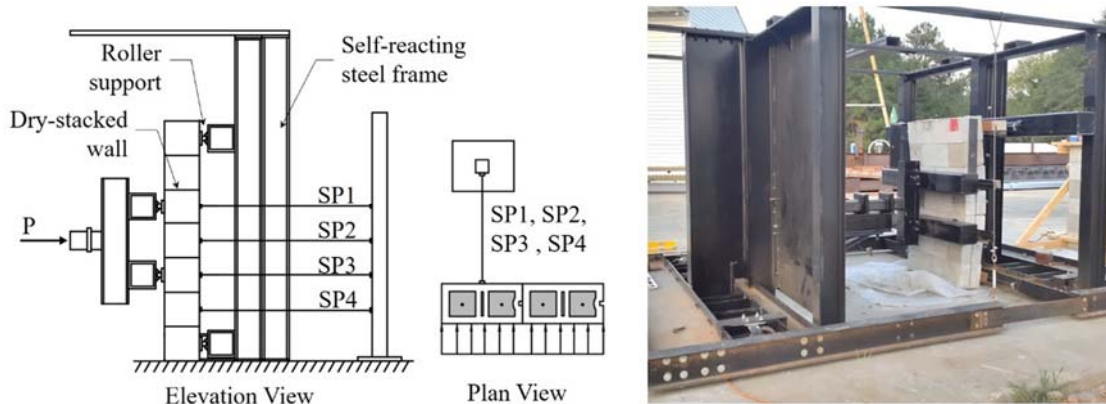 Roller
support
Self-reacting
steel frame
Dry-stacked
wall
P
SP1
SP2
SP3
SP4
SP1, SP2,
SP3 , SP4
Elevation View
Plan View